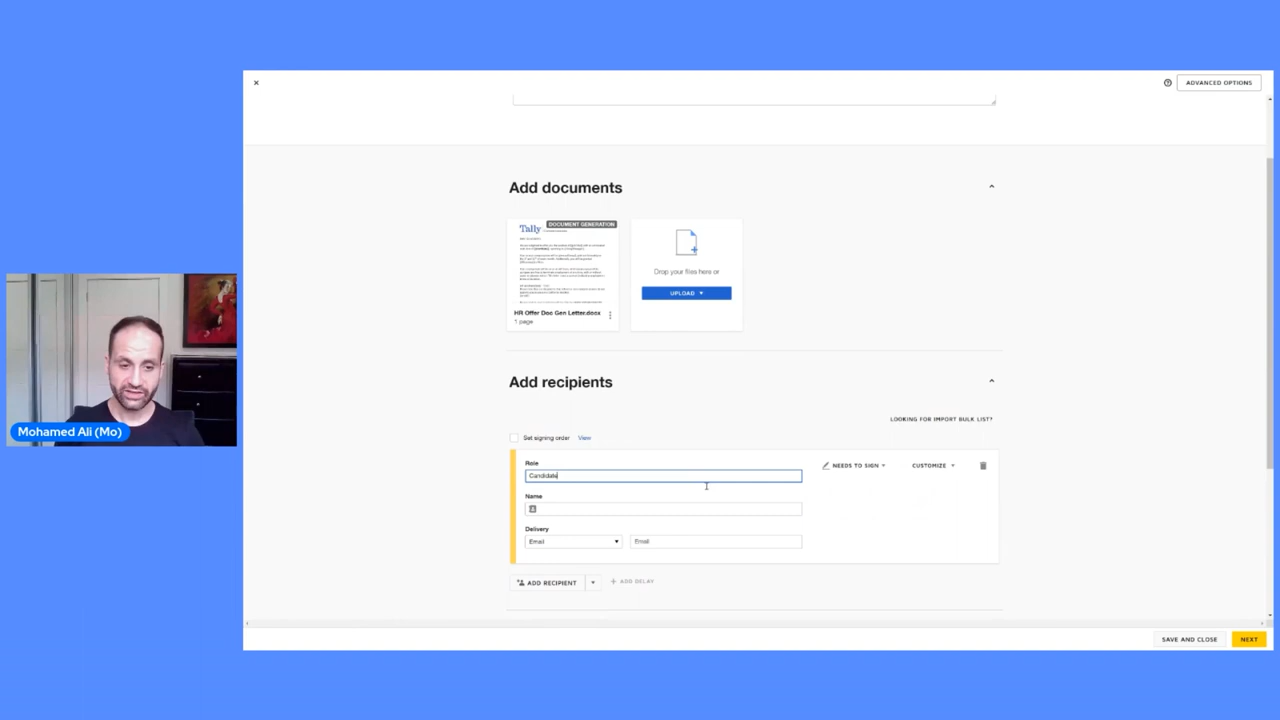 ADVANCED OPTIONS
Add documents
DOCUMENT GENERATION
Tally
HR Offer Doc Gen Letter.docx
1 page
Drop your files here or
UPLOAD
Add recipients
LOOKING FOR IMPORT BULK LIST?
Set signing order View
Role
Candidate
NEEDS TO SIGN
CUSTOMIZE
Name
Delivery
Email
Email
ADD RECIPIENT
+ ADD DELAY
SAVE AND CLOSE
NEXT
Mohamed Ali (Mo)